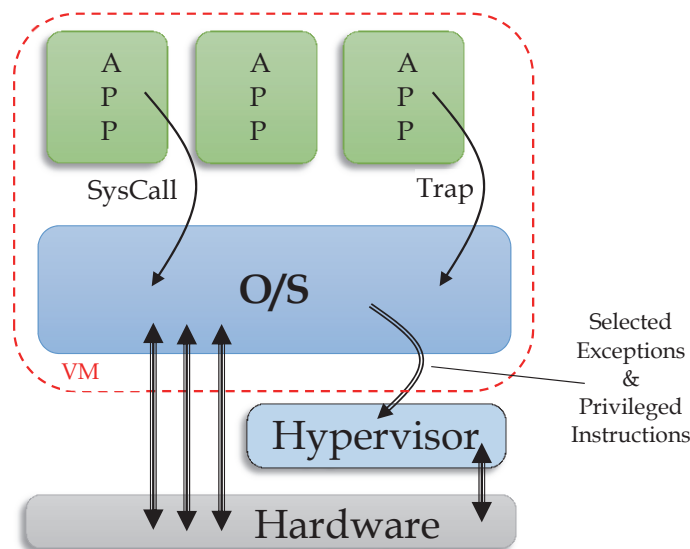 A
P
P
A
P
P
A
P
P
SysCall
Trap
O/S
VM
Selected
Exceptions
&
Privileged
Instructions
Hypervisor
Hardware